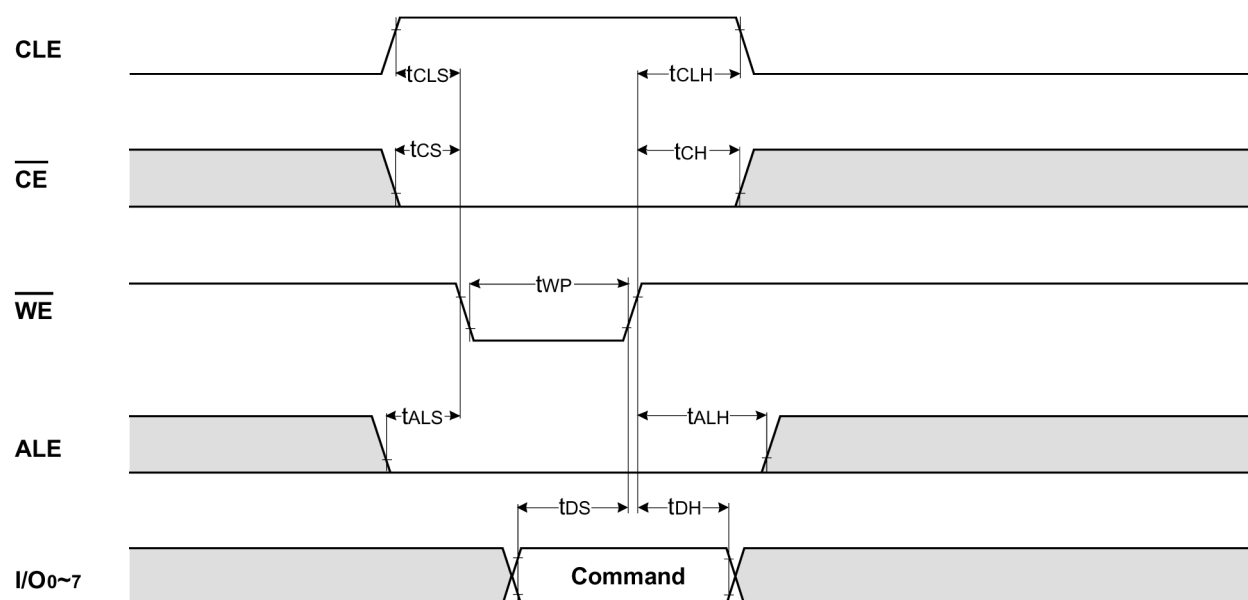 CLE
tCLS
tCLH
CE
tCS
tCH
WE
tWP
ALE
tALS
tALH
tDS
tDH
I/O0~7
Command